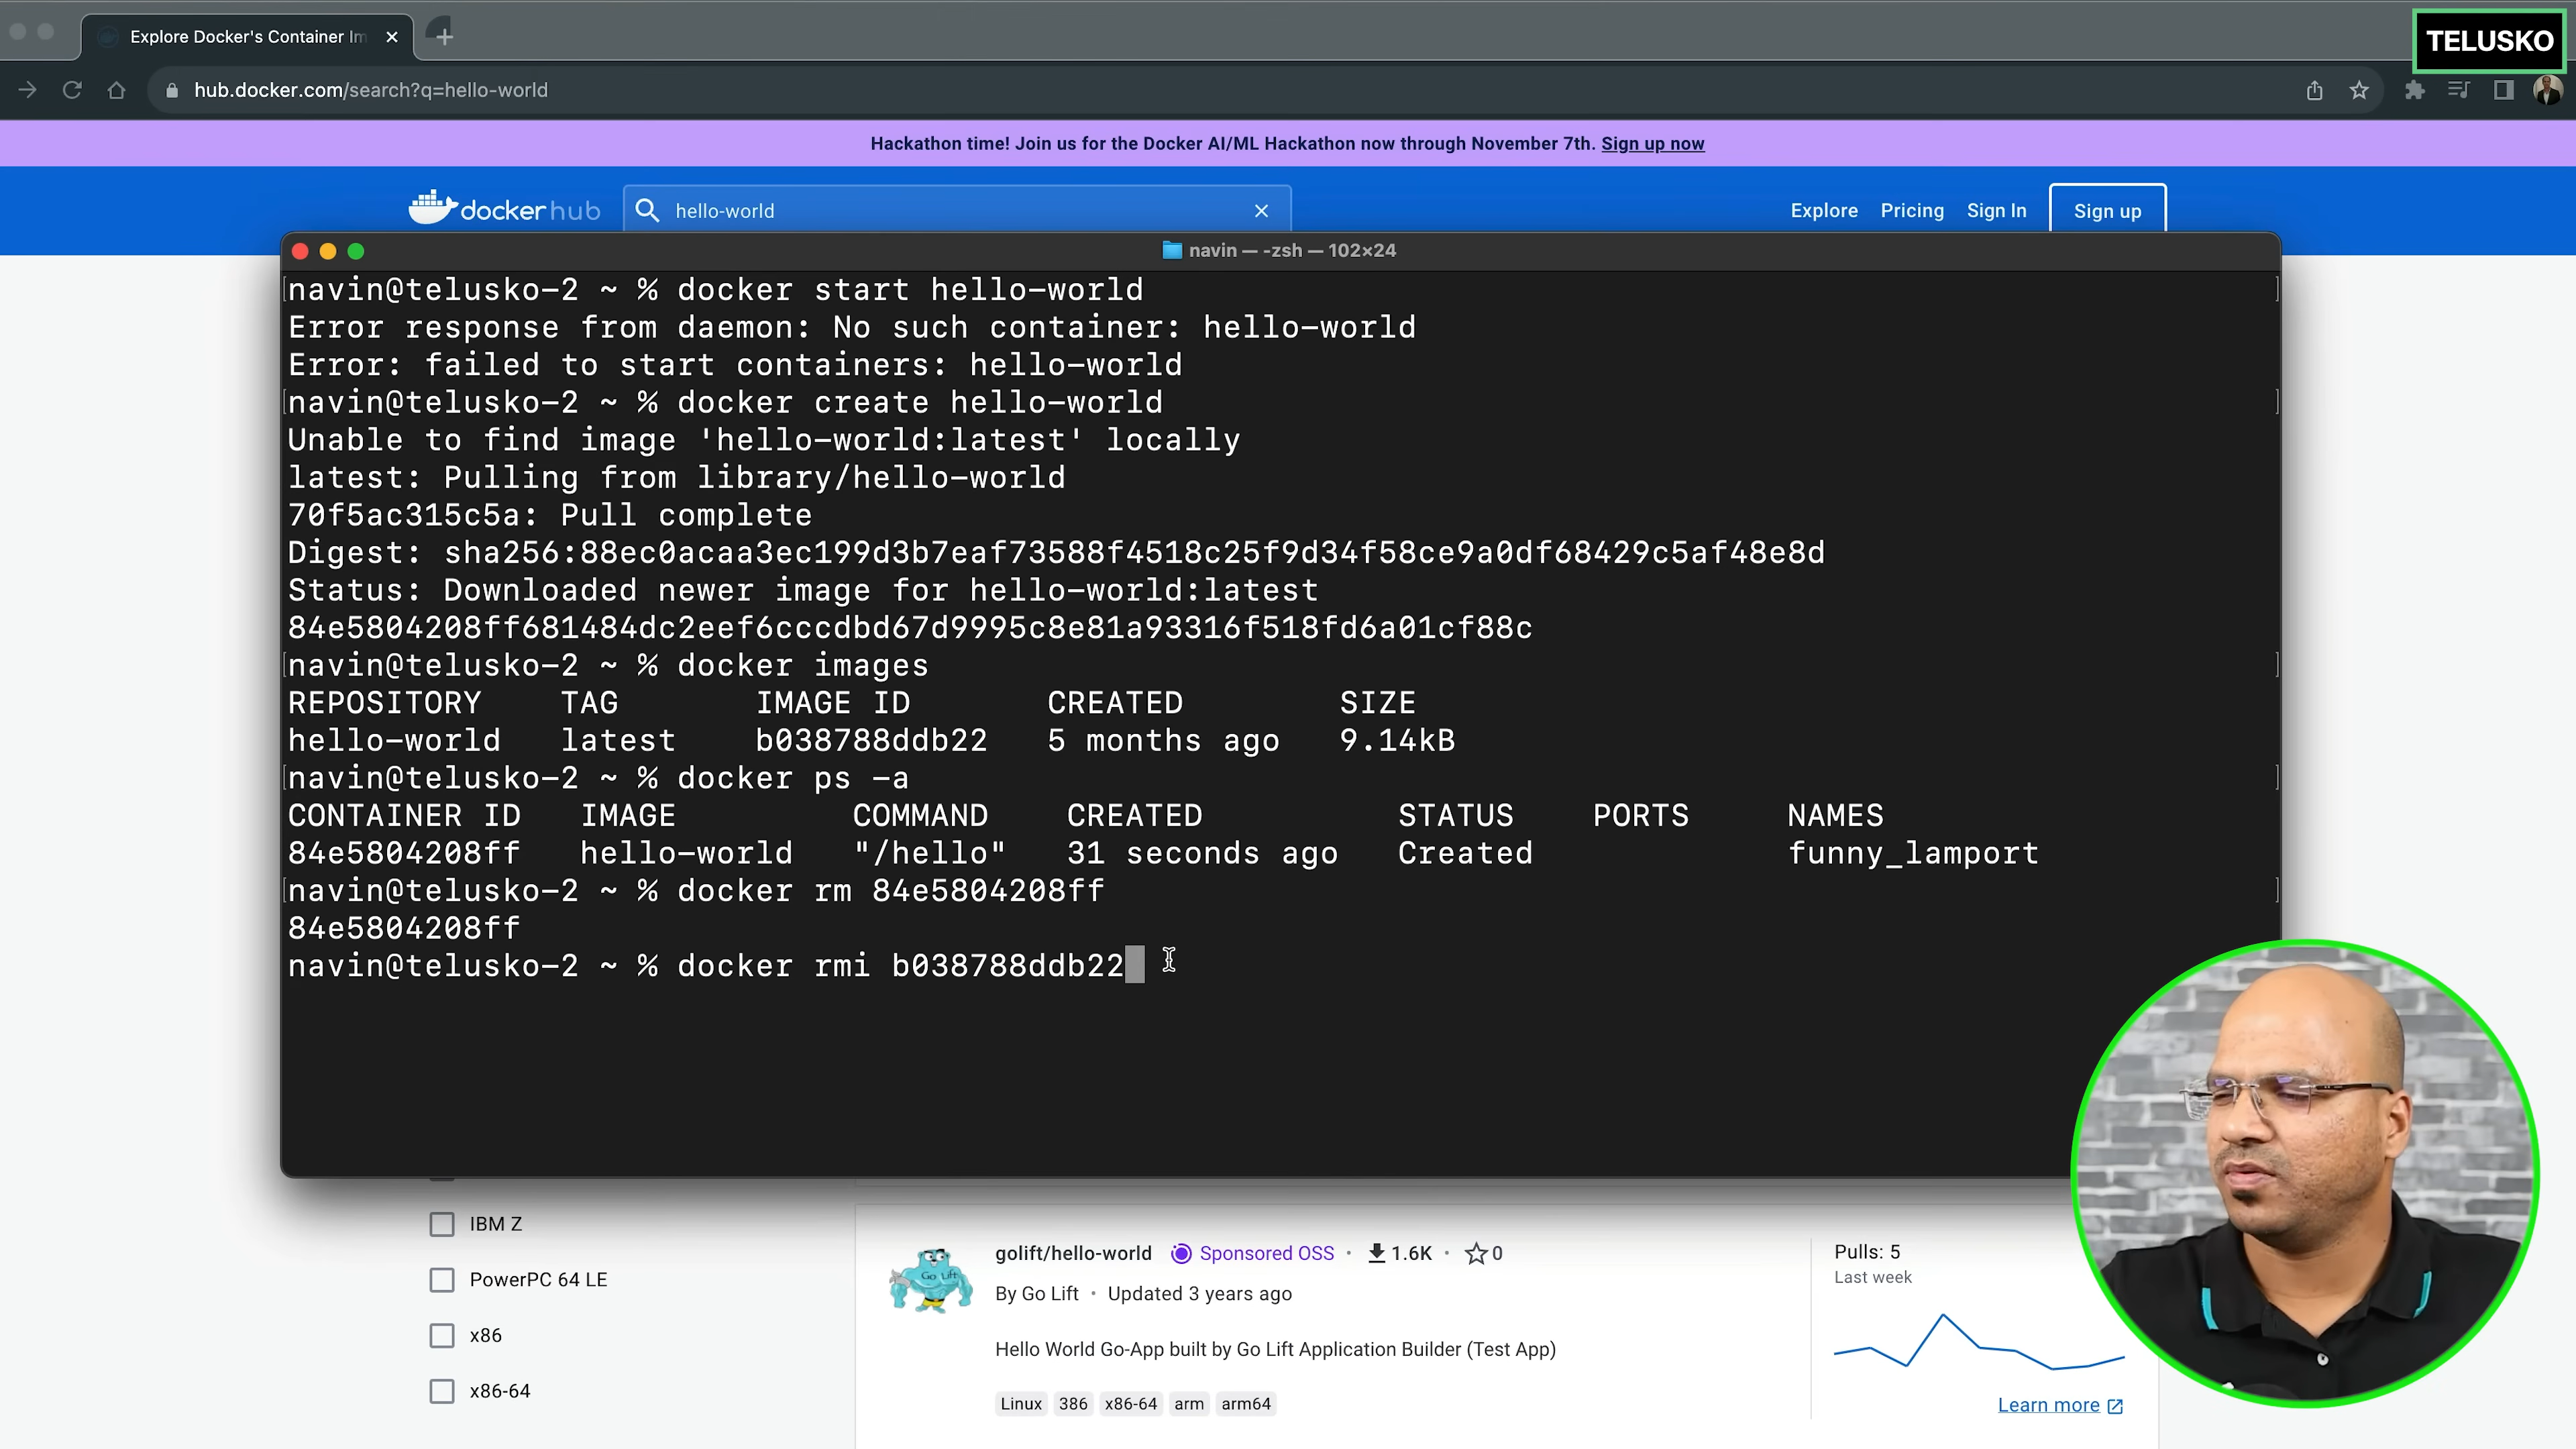 Explore Docker's Container Im
TELUSKO
hub.docker.com/search?q=hello-world
Hackathon time! Join us for the Docker AI/ML Hackathon now through November 7th. Sign up now
docker hub
hello-world
Explore Pricing Sign In Sign up
navin — -zsh — 102×24
navin@telusko-2 ~ % docker start hello-world
Error response from daemon: No such container: hello-world
Error: failed to start containers: hello-world
navin@telusko-2 ~ % docker create hello-world
Unable to find image 'hello-world:latest' locally
latest: Pulling from library/hello-world
70f5ac315c5a: Pull complete
Digest: sha256:88ec0acaa3ec199d3b7eaf73588f4518c25f9d34f58ce9a0df68429c5af48e8d
Status: Downloaded newer image for hello-world:latest
84e5804208ff681484dc2eef6cccdbd67d9995c8e81a93316f518fd6a01cf88c
navin@telusko-2 ~ % docker images
REPOSITORY TAG IMAGE ID CREATED SIZE
hello-world latest b038788ddb22 5 months ago 9.14kB
navin@telusko-2 ~ % docker ps -a
CONTAINER ID IMAGE COMMAND CREATED STATUS PORTS NAMES
84e5804208ff hello-world "/hello" 31 seconds ago Created funny_lamport
navin@telusko-2 ~ % docker rm 84e5804208ff
84e5804208ff
navin@telusko-2 ~ % docker rmi b038788ddb22
IBM Z
PowerPC 64 LE
x86
x86-64
Go Lift
golift/hello-world Sponsored OSS · 1.6K · 0
By Go Lift · Updated 3 years ago
Hello World Go-App built by Go Lift Application Builder (Test App)
Linux 386 x86-64 arm arm64
Pulls: 5
Last week
Learn more